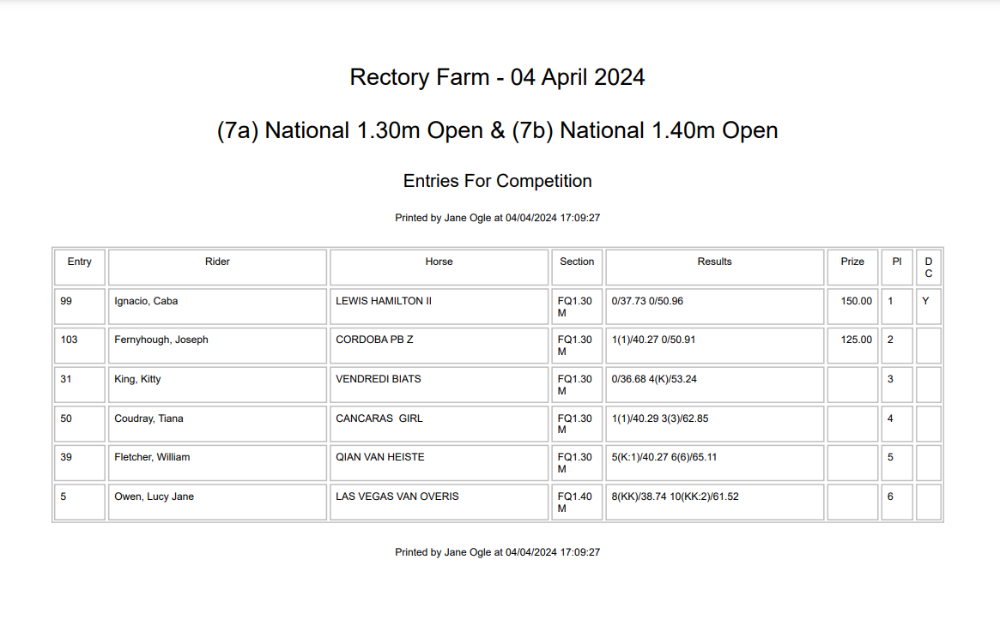 Rectory Farm - 04 April 2024
(7a) National 1.30m Open & (7b) National 1.40m Open
Entries For Competition
Printed by Jane Ogle at 04/04/2024 17:09:27
Entry Rider Horse Section Results Prize Pl D
C
99 Ignacio, Caba LEWIS HAMILTON II FQ1.30 0/37.73 0/50.96 150.00 1 Y
M
103 Fernyhough, Joseph CORDOBA PB Z FQ1.30 1(1)/40.27 0/50.91 125.00 2
M
31 King, Kitty VENDREDI BIATS FQ1.30 0/36.68 4(K)/53.24 3
M
50 Coudray, Tiana CANCARAS GIRL FQ1.30 1(1)/40.29 3(3)/62.85 4
M
39 Fletcher, William QIAN VAN HEISTE FQ1.30 5(K:1)/40.27 6(6)/65.11 5
M
5 Owen, Lucy Jane LAS VEGAS VAN OVERIS FQ1.40 8(KK)/38.74 10(KK:2)/61.52 6
M
Printed by Jane Ogle at 04/04/2024 17:09:27